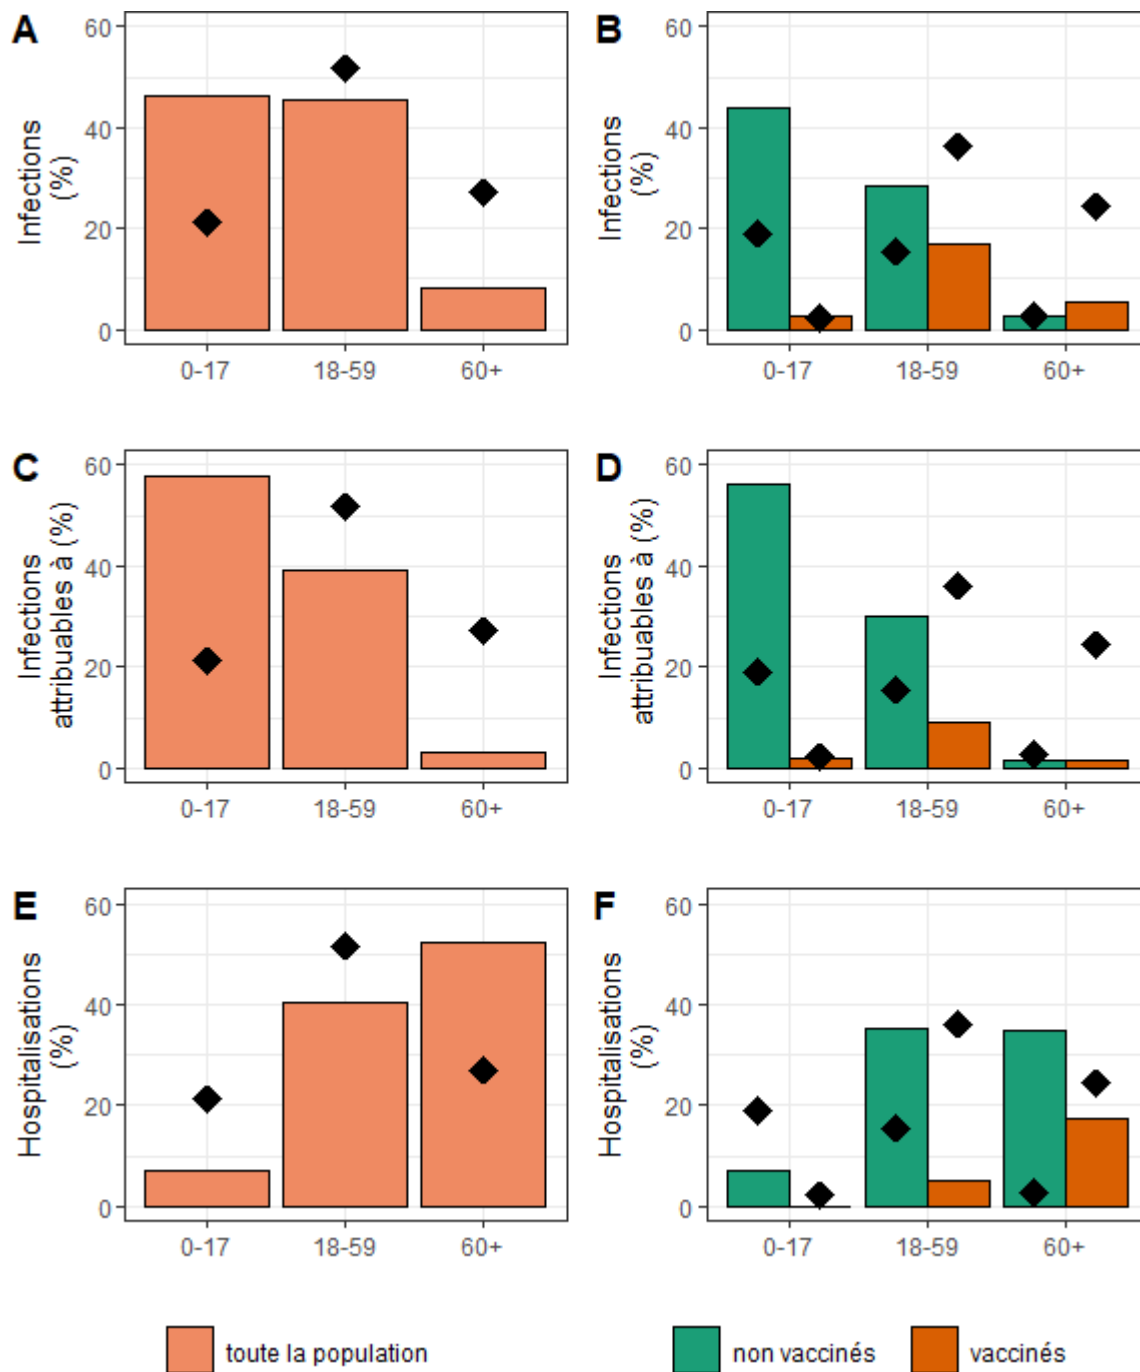 A
Infections
(%)
60
40
20
0
0-17
18-59
60+
B
Infections
(%)
60
40
20
0
0-17
18-59
60+
C
Infections
attribuables à (%)
60
40
20
0
0-17
18-59
60+
D
Infections
attribuables à (%)
60
40
20
0
0-17
18-59
60+
E
Hospitalisations
(%)
60
40
20
0
0-17
18-59
60+
F
Hospitalisations
(%)
60
40
20
0
0-17
18-59
60+
toute la population
non vaccinés
vaccinés